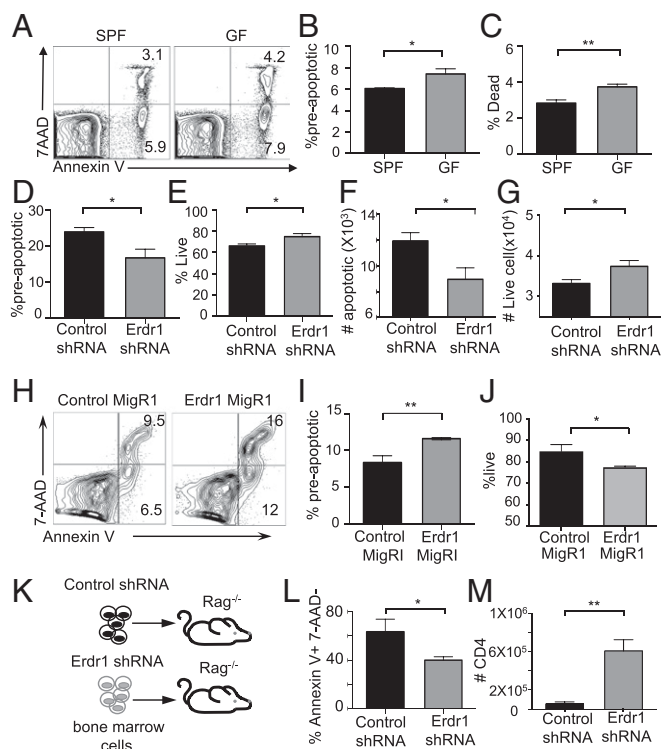 A
SPF
GF
3.1
4.2
5.9
7.9
7AAD
Annexin V
B
%pre-apoptotic
10
8
6
4
2
0
*
SPF
GF
C
% Dead
6
4
2
0
**
SPF
GF
D
%pre-apoptotic
30
20
10
0
*
Control
shRNA
Erdr1
shRNA
E
% Live
100
80
60
40
20
0
*
Control
shRNA
Erdr1
shRNA
F
# apoptotic (X10³)
14
12
10
8
6
*
Control
shRNA
Erdr1
shRNA
G
# Live cell(x10⁴)
5
4
3
*
Control
shRNA
Erdr1
shRNA
H
Control MigR1
Erdr1 MigR1
9.5
16
6.5
12
7-AAD
Annexin V
I
% pre-apoptotic
15
10
5
0
**
Control
MigRI
Erdr1
MigRI
J
%live
100
90
80
70
60
50
*
Control
MigR1
Erdr1
MigR1
K
Control shRNA
Rag-/-
Erdr1 shRNA
Rag-/-
bone marrow
cells
L
% Annexin V+ 7-AAD-
80
40
0
*
Control
shRNA
Erdr1
shRNA
M
# CD4
1X10⁶
6X10⁵
2X10⁵
0
**
Control
shRNA
Erdr1
shRNA